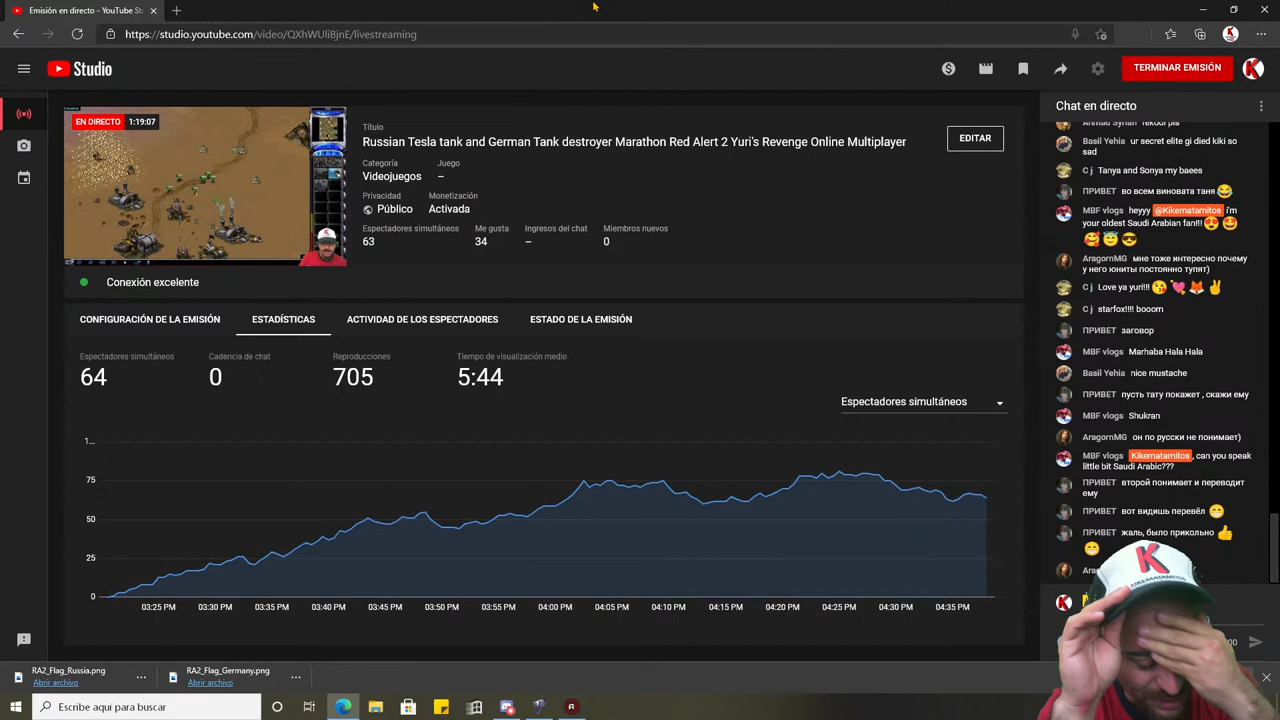 Emisión en directo - YouTube St
https://studio.youtube.com/video/QXhWUliBjnE/livestreaming
Studio
TERMINAR EMISIÓN
K
EN DIRECTO 1:19:07
Título
Russian Tesla tank and German Tank destroyer Marathon Red Alert 2 Yuri's Revenge Online Multiplayer
EDITAR
Categoría Juego
Videojuegos –
Privacidad Monetización
Público Activada
Espectadores simultáneos Me gusta Ingresos del chat Miembros nuevos
63 34 – 0
Conexión excelente
CONFIGURACIÓN DE LA EMISIÓN ESTADÍSTICAS ACTIVIDAD DE LOS ESPECTADORES ESTADO DE LA EMISIÓN
Espectadores simultáneos Cadencia de chat Reproducciones Tiempo de visualización medio
64 0 705 5:44
Espectadores simultáneos
1...
75
50
25
0
03:25 PM 03:30 PM 03:35 PM 03:40 PM 03:45 PM 03:50 PM 03:55 PM 04:00 PM 04:05 PM 04:10 PM 04:15 PM 04:20 PM 04:25 PM 04:30 PM 04:35 PM
Chat en directo
Ahmad Syrian Tekool pls
Basil Yehia ur secret elite gi died kiki so
sad
C j Tanya and Sonya my baees
ПРИВЕТ во всем виновата таня 😂
MBF vlogs heyyy @Kikematamitos i'm
your oldest Saudi Arabian fan!!! 😍 🤩
🥰 😇 😎
AragornMG мне тоже интересно почему
у него юниты постоянно тупят)
C j Love ya yuri!!! 😘 💘 🦊 ✌
C j starfox!!!! booorn
ПРИВЕТ заговор
MBF vlogs Marhaba Hala Hala
Basil Yehia nice mustache
ПРИВЕТ пусть тату покажет , скажи ему
MBF vlogs Shukran
AragornMG он по русски не понимает)
MBF vlogs Kikematamitos, can you speak
little bit Saudi Arabic???
ПРИВЕТ второй понимает и переводит
ему
ПРИВЕТ вот видишь перевёл 😁
ПРИВЕТ жаль, было прикольно 👍
😁
K
KIKEMATAMITOS
RA2_Flag_Russia.png
Abrir archivo
RA2_Flag_Germany.png
Abrir archivo
Escribe aquí para buscar